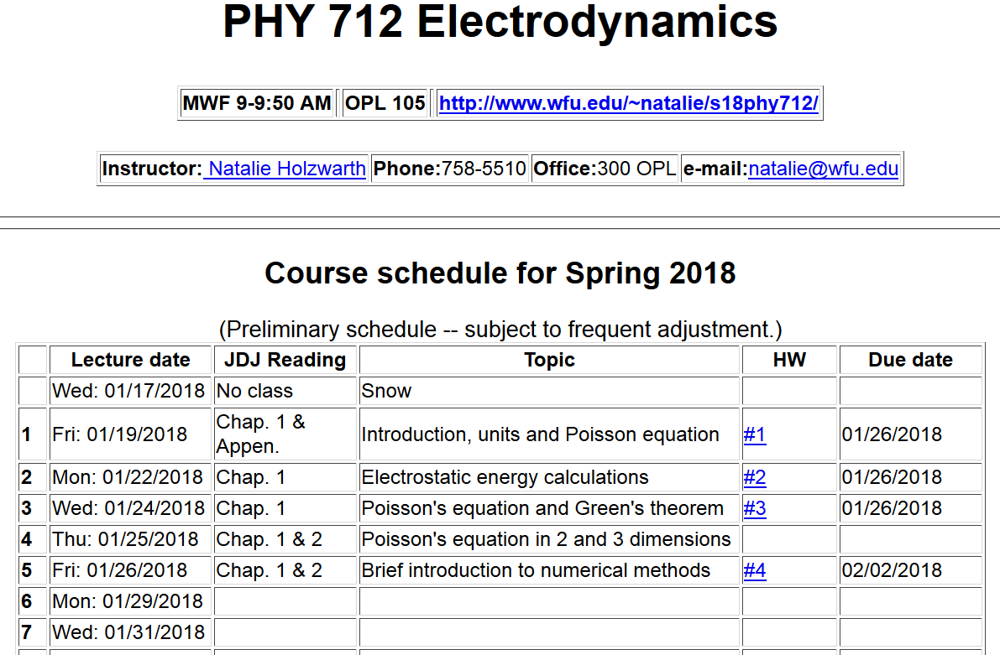 PHY 712 Electrodynamics
MWF 9-9:50 AM OPL 105 http://www.wfu.edu/~natalie/s18phy712/
Instructor: Natalie Holzwarth Phone:758-5510 Office:300 OPL e-mail:natalie@wfu.edu
Course schedule for Spring 2018
(Preliminary schedule -- subject to frequent adjustment.)
Lecture date JDJ Reading Topic HW Due date
Wed: 01/17/2018 No class Snow
1 Fri: 01/19/2018 Chap. 1 & Appen. Introduction, units and Poisson equation #1 01/26/2018
2 Mon: 01/22/2018 Chap. 1 Electrostatic energy calculations #2 01/26/2018
3 Wed: 01/24/2018 Chap. 1 Poisson's equation and Green's theorem #3 01/26/2018
4 Thu: 01/25/2018 Chap. 1 & 2 Poisson's equation in 2 and 3 dimensions
5 Fri: 01/26/2018 Chap. 1 & 2 Brief introduction to numerical methods #4 02/02/2018
6 Mon: 01/29/2018
7 Wed: 01/31/2018